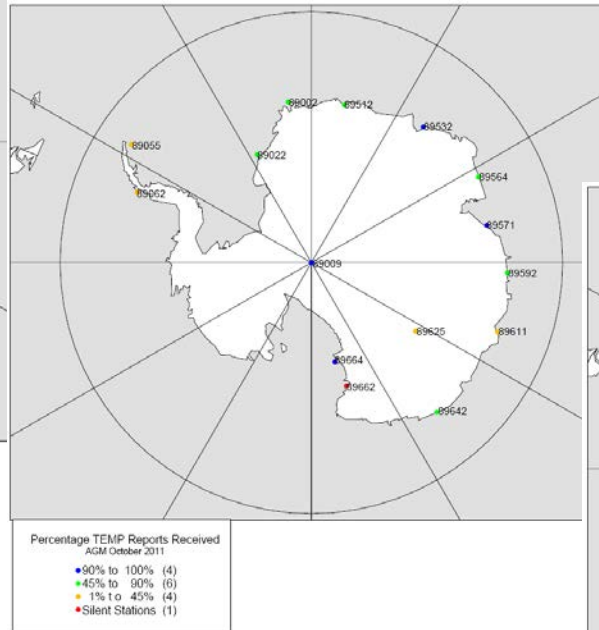 89002
89512
89532
89055
89022
89564
89062
89571
89009
89592
89625
89611
89664
89662
89642
Percentage TEMP Reports Received
AGM October 2011
90% to 100% (4)
45% to 90% (6)
1% t o 45% (4)
Silent Stations (1)